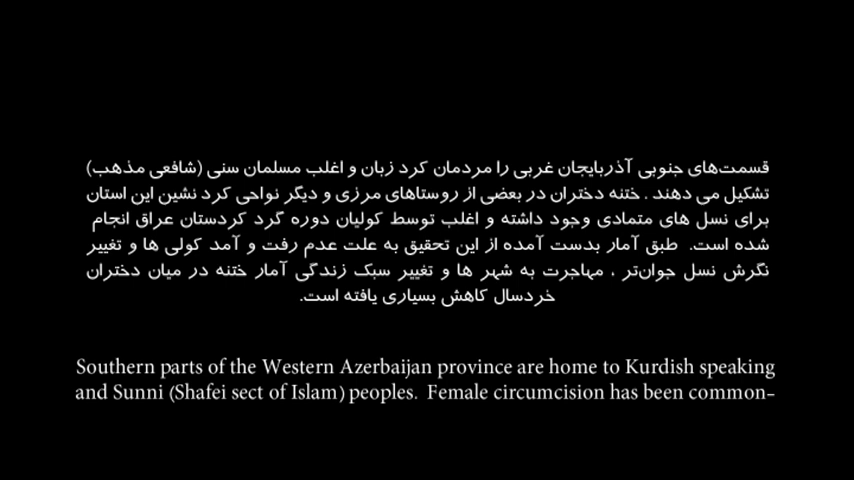 قسمت‌های جنوبی آذربایجان غربی را مردمان کرد زبان و اغلب مسلمان سنی (شافعی مذهب)
تشکیل می دهند . ختنه دختران در بعضی از روستاهای مرزی و دیگر نواحی کرد نشین این استان
برای نسل های متمادی وجود داشته و اغلب توسط کولیان دوره گرد کردستان عراق انجام
شده است. طبق آمار بدست آمده از این تحقیق به علت عدم رفت و آمد کولی ها و تغییر
نگرش نسل جوان‌تر ، مهاجرت به شهر ها و تغییر سبک زندگی آمار ختنه در میان دختران
خردسال کاهش بسیاری یافته است.
Southern parts of the Western Azerbaijan province are home to Kurdish speaking
and Sunni (Shafei sect of Islam) peoples.  Female circumcision has been common-